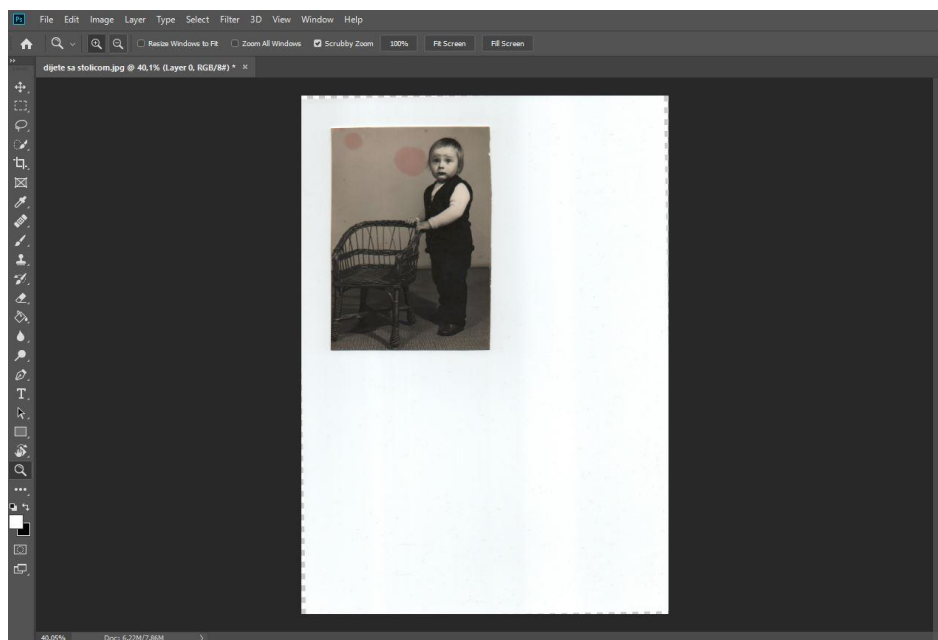 Ps File Edit Image Layer Type Select Filter 3D View Window Help
Resize Windows to Fit Zoom All Windows Scrubby Zoom 100% Fit Screen Fill Screen
dijete sa stolicom.jpg @ 40,1% (Layer 0, RGB/8#) * ×
T
40,05% Doc: 6,22M/7,86M